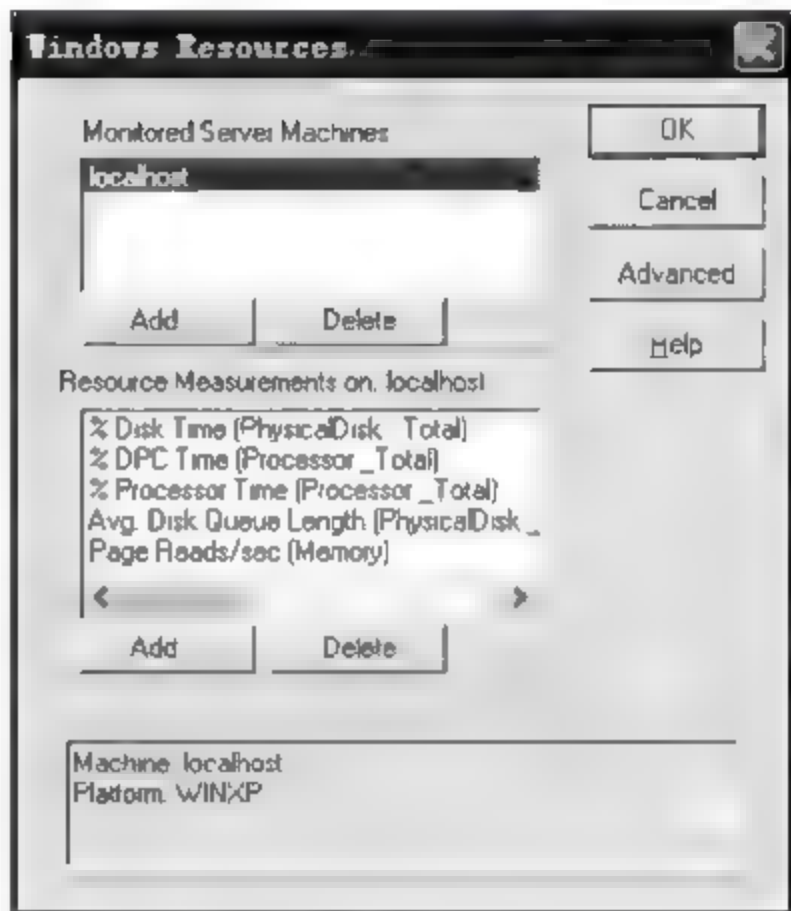 Windows Resources
Monitored Server Machines
localhost
Add
Delete
OK
Cancel
Advanced
Help
Resource Measurements on: localhost
% Disk Time (PhysicalDisk _Total)
% DPC Time (Processor _Total)
% Processor Time (Processor _Total)
Avg. Disk Queue Length (PhysicalDisk _
Page Reads/sec (Memory)
Add
Delete
Machine: localhost
Platform: WINXP